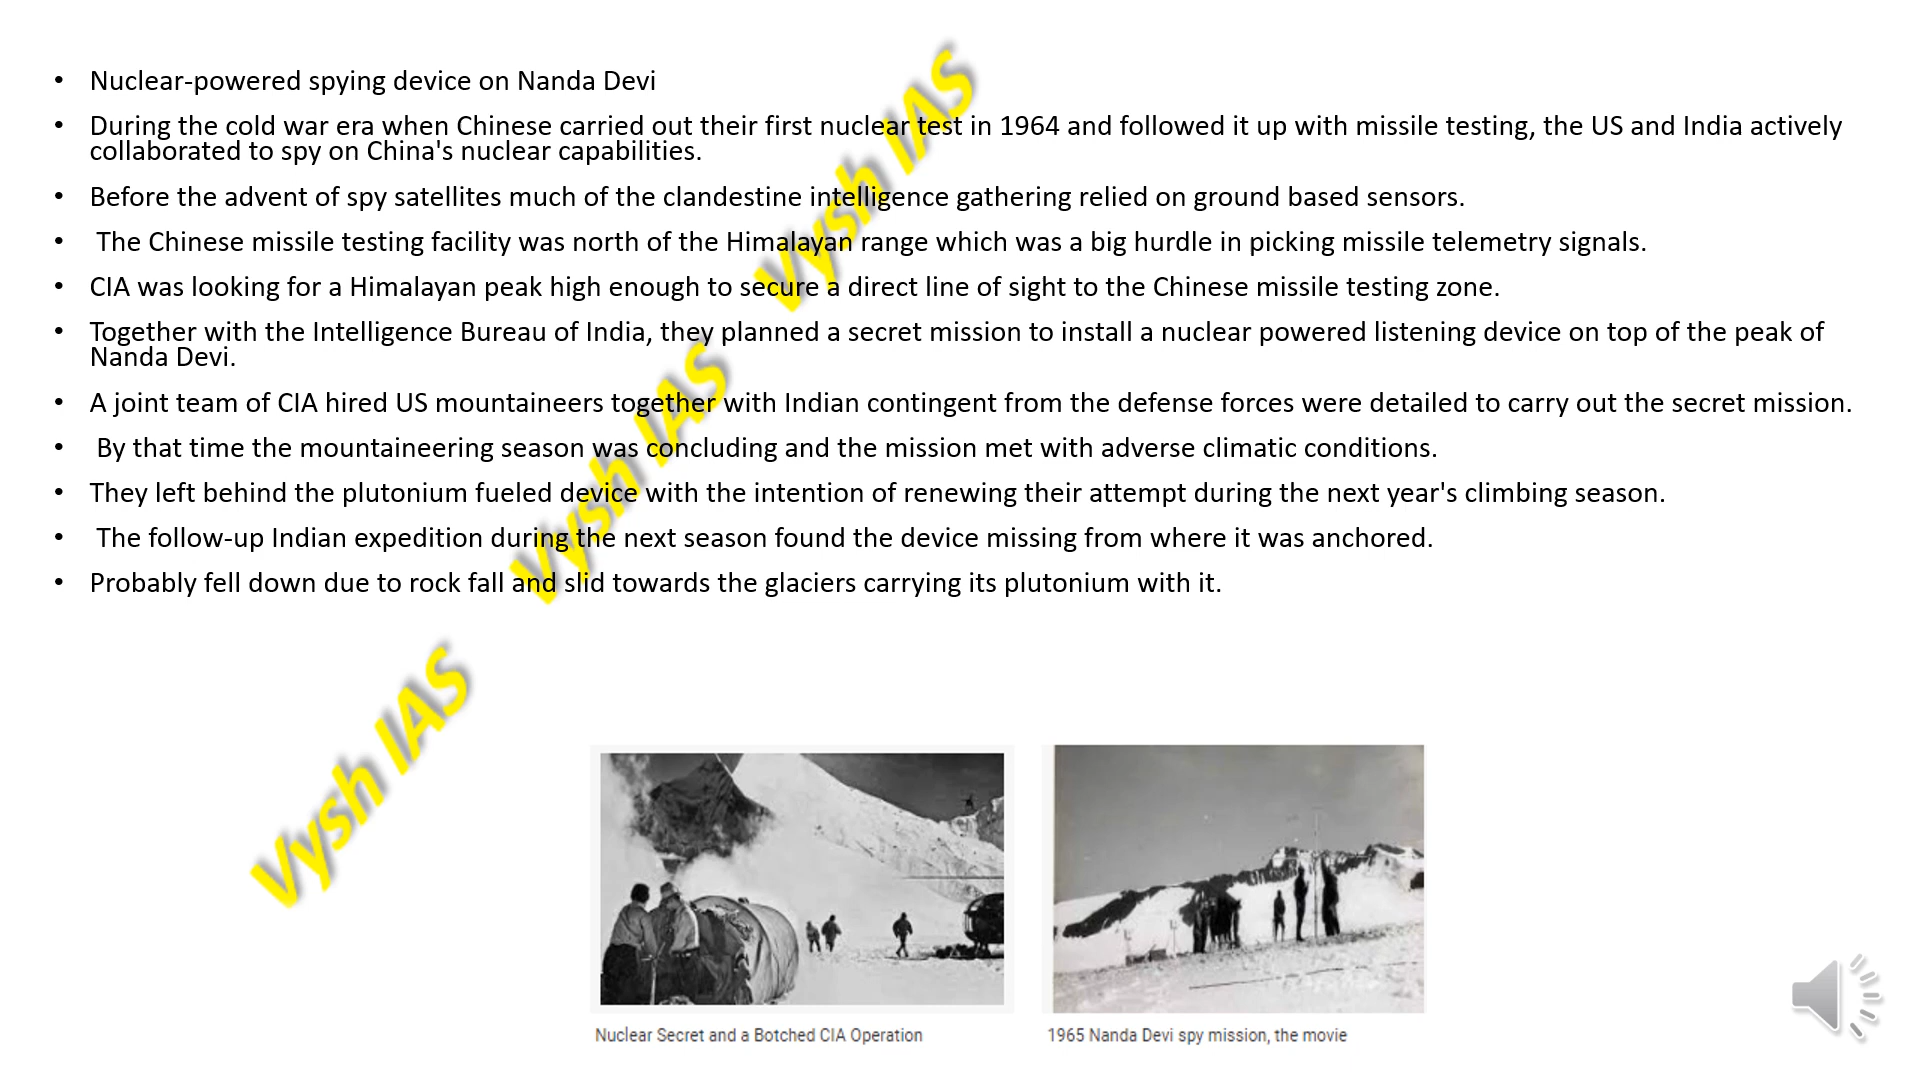 • Nuclear-powered spying device on Nanda Devi
• During the cold war era when Chinese carried out their first nuclear test in 1964 and followed it up with missile testing, the US and India actively
collaborated to spy on China's nuclear capabilities.
• Before the advent of spy satellites much of the clandestine intelligence gathering relied on ground based sensors.
• The Chinese missile testing facility was north of the Himalayan range which was a big hurdle in picking missile telemetry signals.
• CIA was looking for a Himalayan peak high enough to secure a direct line of sight to the Chinese missile testing zone.
• Together with the Intelligence Bureau of India, they planned a secret mission to install a nuclear powered listening device on top of the peak of
Nanda Devi.
• A joint team of CIA hired US mountaineers together with Indian contingent from the defense forces were detailed to carry out the secret mission.
• By that time the mountaineering season was concluding and the mission met with adverse climatic conditions.
• They left behind the plutonium fueled device with the intention of renewing their attempt during the next year's climbing season.
• The follow-up Indian expedition during the next season found the device missing from where it was anchored.
• Probably fell down due to rock fall and slid towards the glaciers carrying its plutonium with it.
Vysh IAS
Vysh IAS
Vysh IAS
Nuclear Secret and a Botched CIA Operation
1965 Nanda Devi spy mission, the movie